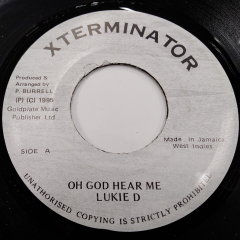 XTERMINATOR
Produced &
Arranged by
P. BURRELL
(P) (C) 1995
Goldplate Music
Publisher Ltd
Made in Jamaica
West Indies
SIDE A
OH GOD HEAR ME
LUKIE D
UNAUTHORISED COPYING IS STRICTLY PROHIBITED